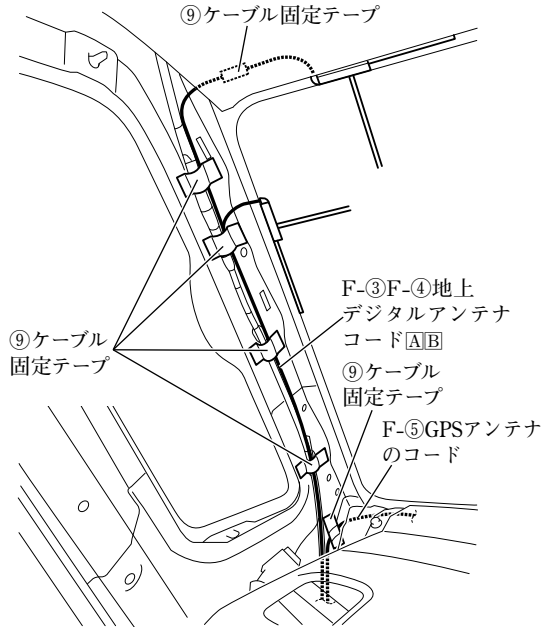 ⑨ケーブル固定テープ
F-③F-④地上
デジタルアンテナ
コード🄰🄱
⑨ケーブル
固定テープ
⑨ケーブル
固定テープ
F-⑤GPSアンテナ
のコード